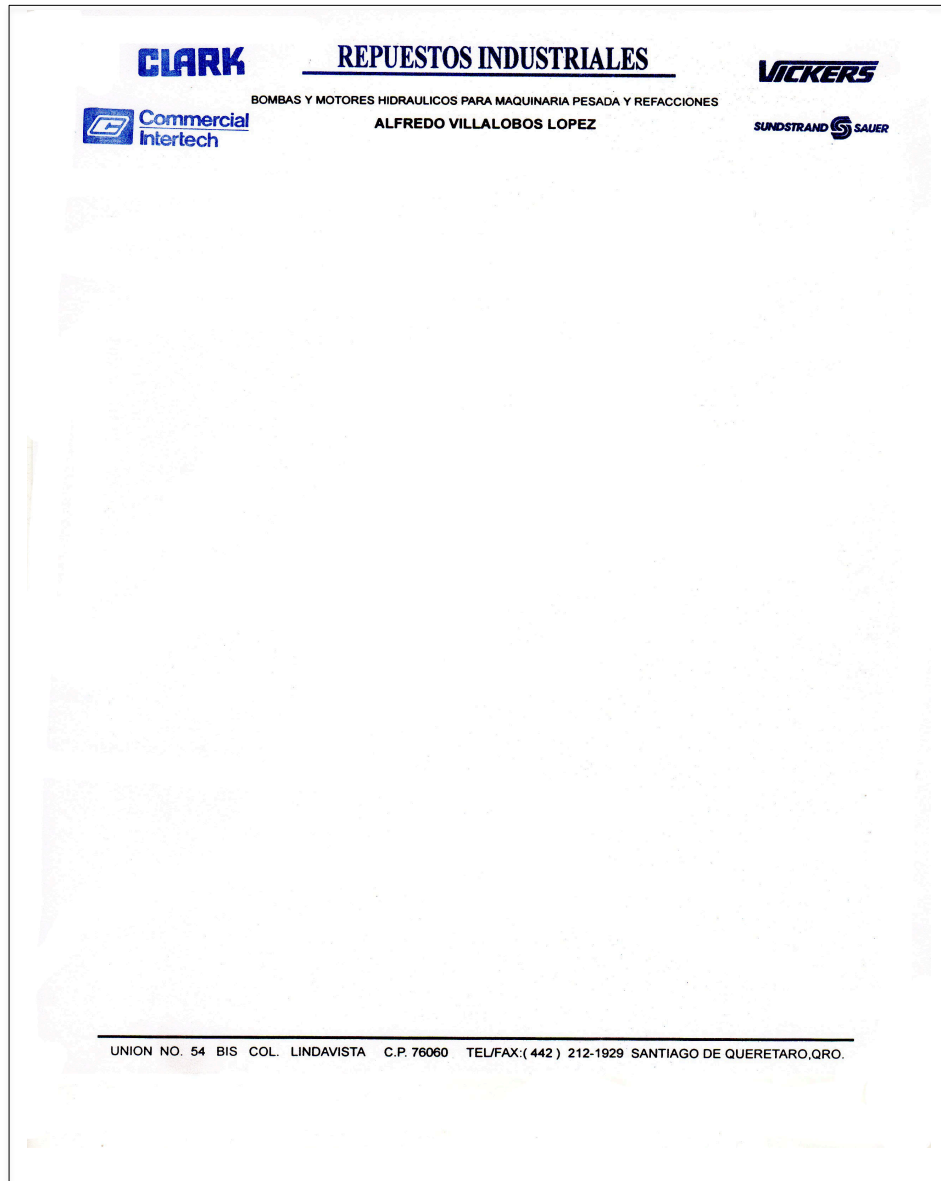 CLARK
REPUESTOS INDUSTRIALES
VICKERS
BOMBAS Y MOTORES HIDRAULICOS PARA MAQUINARIA PESADA Y REFACCIONES
Commercial
Intertech
ALFREDO VILLALOBOS LOPEZ
SUNDSTRAND SAUER
UNION NO. 54 BIS COL. LINDAVISTA C.P. 76060 TEL/FAX:( 442 ) 212-1929 SANTIAGO DE QUERETARO,QRO.